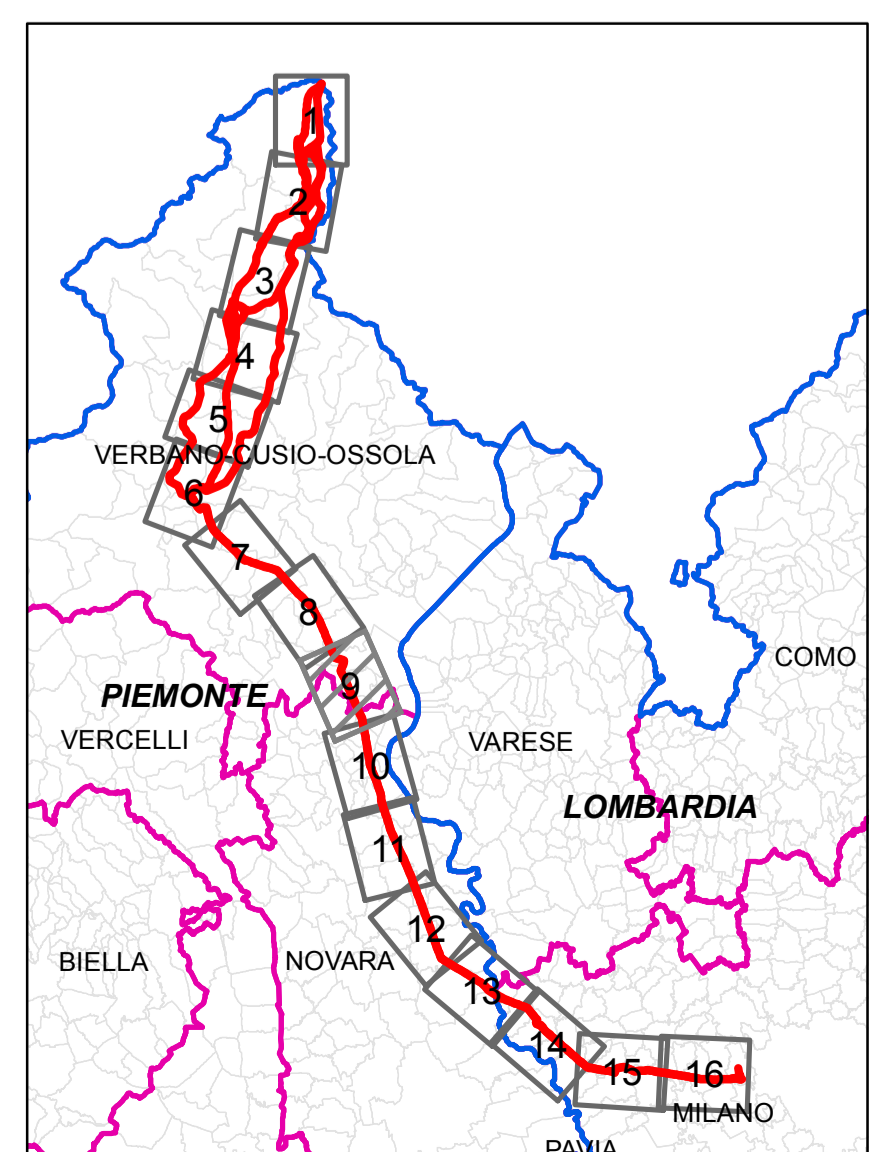 1
2
3
4
5
VERBANO-CUSIO-OSSOLA
6
7
8
COMO
9
PIEMONTE
VERCELLI
VARESE
10
LOMBARDIA
11
12
BIELLA
NOVARA
13
14
15
16
MILANO
PAVIA